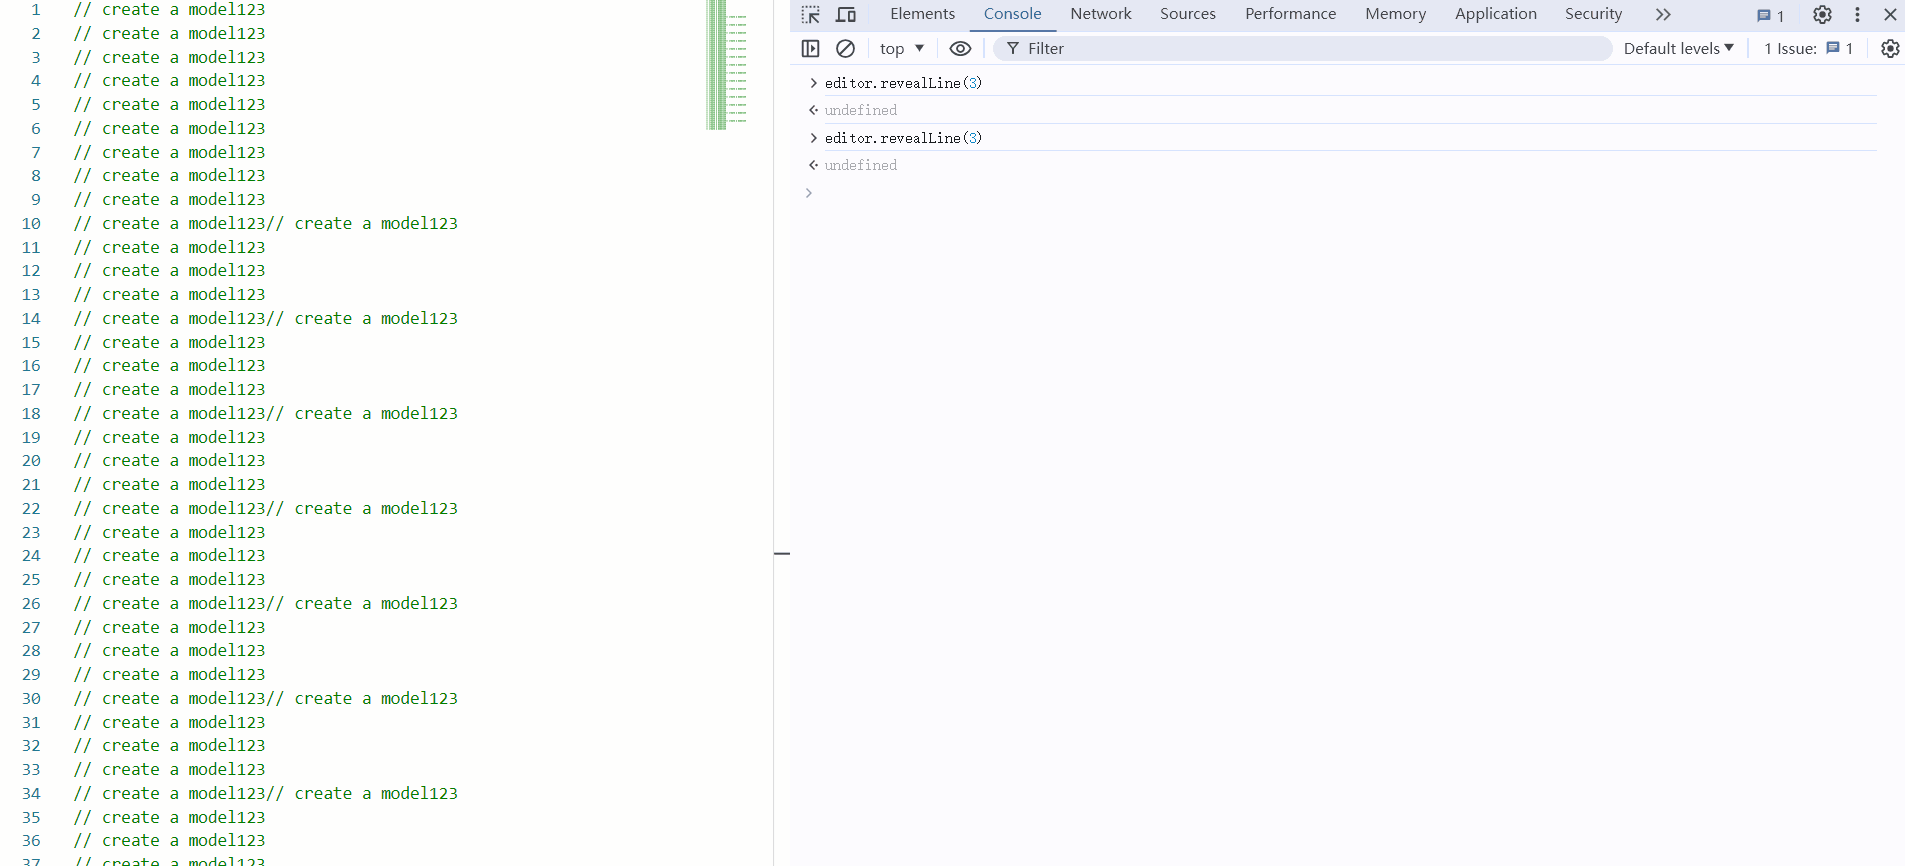 1 // create a model123
2 // create a model123
3 // create a model123
4 // create a model123
5 // create a model123
6 // create a model123
7 // create a model123
8 // create a model123
9 // create a model123
10 // create a model123// create a model123
11 // create a model123
12 // create a model123
13 // create a model123
14 // create a model123// create a model123
15 // create a model123
16 // create a model123
17 // create a model123
18 // create a model123// create a model123
19 // create a model123
20 // create a model123
21 // create a model123
22 // create a model123// create a model123
23 // create a model123
24 // create a model123
25 // create a model123
26 // create a model123// create a model123
27 // create a model123
28 // create a model123
29 // create a model123
30 // create a model123// create a model123
31 // create a model123
32 // create a model123
33 // create a model123
34 // create a model123// create a model123
35 // create a model123
36 // create a model123
37 // create a model123
Elements Console Network Sources Performance Memory Application Security 1
top Filter Default levels 1 Issue: 1
editor.revealLine(3)
undefined
editor.revealLine(3)
undefined